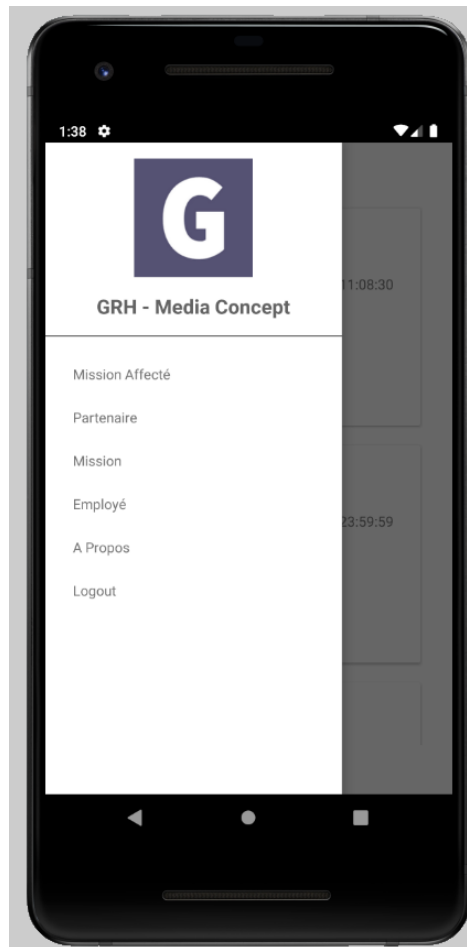 1:38
G
GRH - Media Concept
11:08:30
Mission Affecté
Partenaire
Mission
Employé
23:59:59
A Propos
Logout